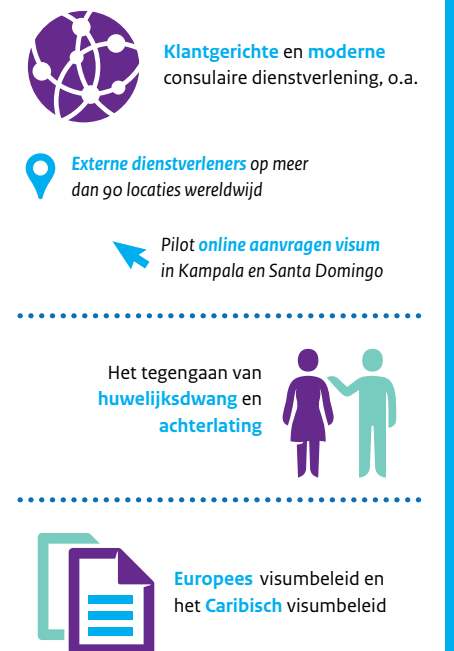 Klantgerichte en moderne
consulaire dienstverlening, o.a.
Externe dienstverleners op meer
dan 90 locaties wereldwijd
Pilot online aanvragen visum
in Kampala en Santa Domingo
Het tegengaan van
huwelijksdwang en
achterlating
Europees visumbeleid en
het Caribisch visumbeleid